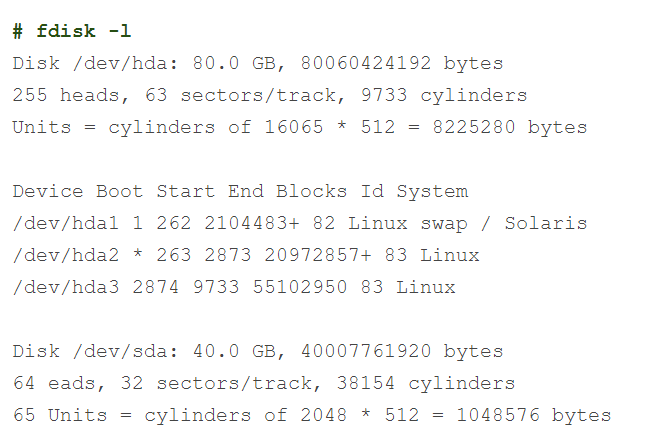 # fdisk -l
Disk /dev/hda: 80.0 GB, 80060424192 bytes
255 heads, 63 sectors/track, 9733 cylinders
Units = cylinders of 16065 * 512 = 8225280 bytes
Device Boot Start End Blocks Id System
/dev/hda1 1 262 2104483+ 82 Linux swap / Solaris
/dev/hda2 * 263 2873 20972857+ 83 Linux
/dev/hda3 2874 9733 55102950 83 Linux
Disk /dev/sda: 40.0 GB, 40007761920 bytes
64 eads, 32 sectors/track, 38154 cylinders
65 Units = cylinders of 2048 * 512 = 1048576 bytes